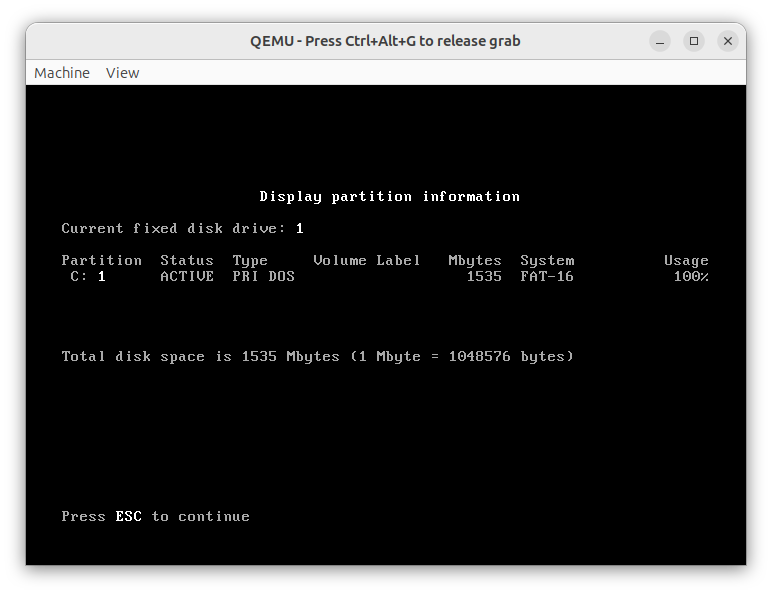 QEMU - Press Ctrl+Alt+G to release grab
Machine View
Display partition information
Current fixed disk drive: 1
Partition Status Type Volume Label Mbytes System Usage
C: 1 ACTIVE PRI DOS 1535 FAT-16 100%
Total disk space is 1535 Mbytes (1 Mbyte = 1048576 bytes)
Press ESC to continue